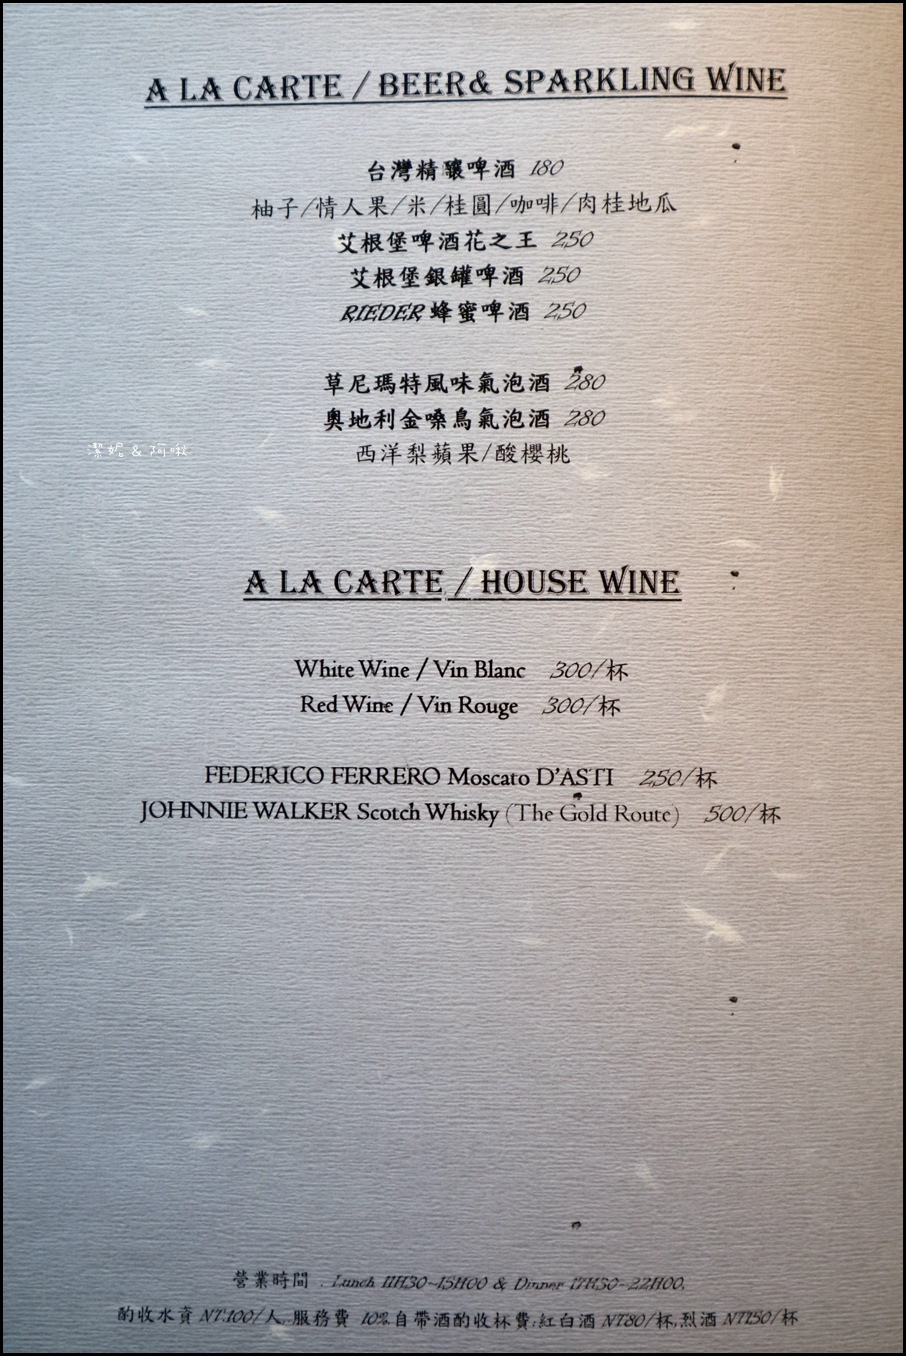 A LA CARTE / BEER& SPARKLING WINE
台灣精釀啤酒 180
柚子/情人果/米/桂圓/咖啡/肉桂地瓜
艾根堡啤酒花之王 250
艾根堡銀罐啤酒 250
RIEDER 蜂蜜啤酒 250
草尼瑪特風味氣泡酒 280
奧地利金嗓鳥氣泡酒 280
潔妮 & 阿啾
西洋梨蘋果/酸櫻桃
A LA CARTE / HOUSE WINE
White Wine / Vin Blanc 300/杯
Red Wine / Vin Rouge 300/杯
FEDERICO FERRERO Moscato D'ASTI 250/杯
JOHNNIE WALKER Scotch Whisky (The Gold Route) 500/杯
營業時間 : Lunch 11H30~15H00 & Dinner 17H30~22H00.
酌收水資 NT.100/人.服務費 10%.自帶酒酌收杯費:紅白酒 NT80/杯,烈酒 NT150/杯